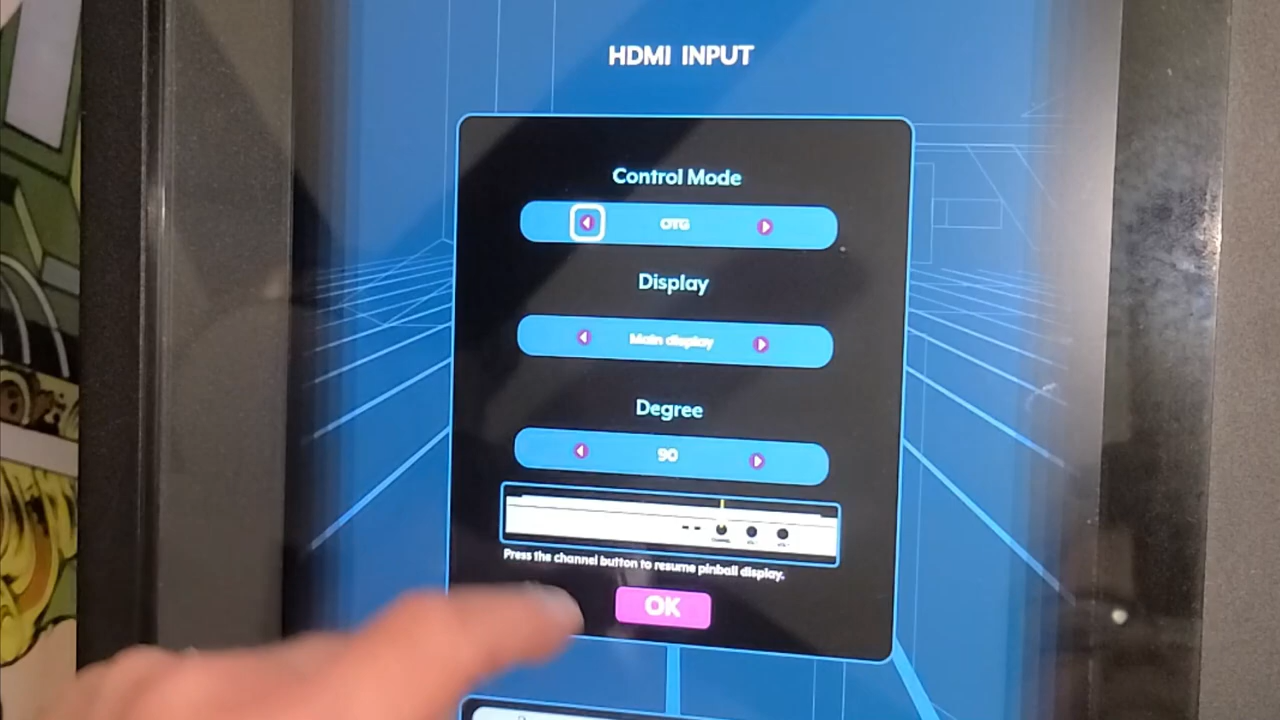 HDMI INPUT
Control Mode
OTG
Display
Main display
Degree
90
Press the channel button to resume pinball display.
OK